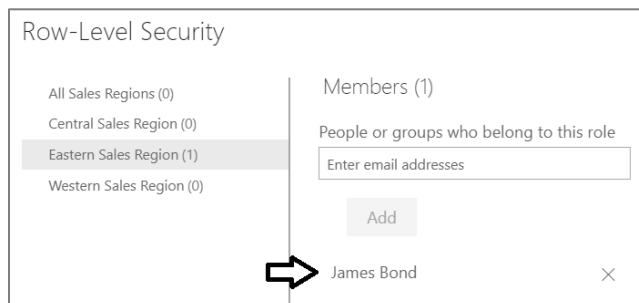 Row-Level Security
All Sales Regions (0)
Central Sales Region (0)
Eastern Sales Region (1)
Western Sales Region (0)
Members (1)
People or groups who belong to this role
Enter email addresses
Add
James Bond